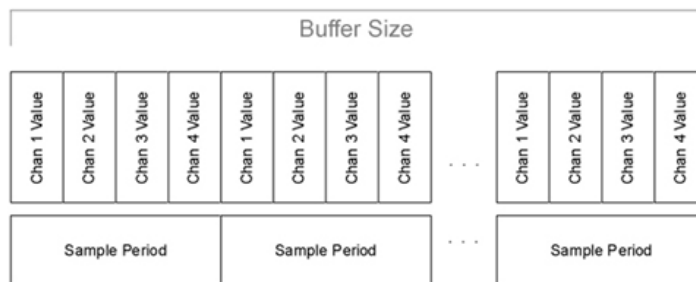 Buffer Size
Chan 1 Value
Chan 2 Value
Chan 3 Value
Chan 4 Value
Chan 1 Value
Chan 2 Value
Chan 3 Value
Chan 4 Value
. . .
Chan 1 Value
Chan 2 Value
Chan 3 Value
Chan 4 Value
Sample Period
Sample Period
. . .
Sample Period